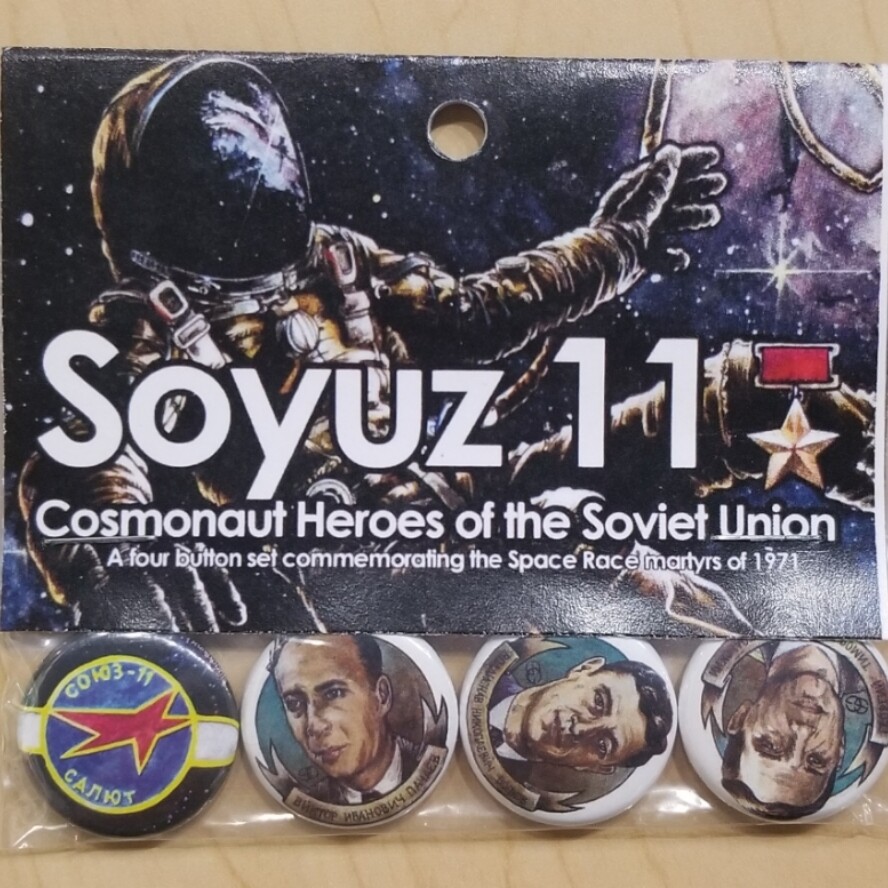 Soyuz 11
Cosmonaut Heroes of the Soviet Union
A four button set commemorating the Space Race martyrs of 1971
СОЮЗ-11
САЛЮТ
ВИКТОР ИВАНОВИЧ ПАЦАЕВ